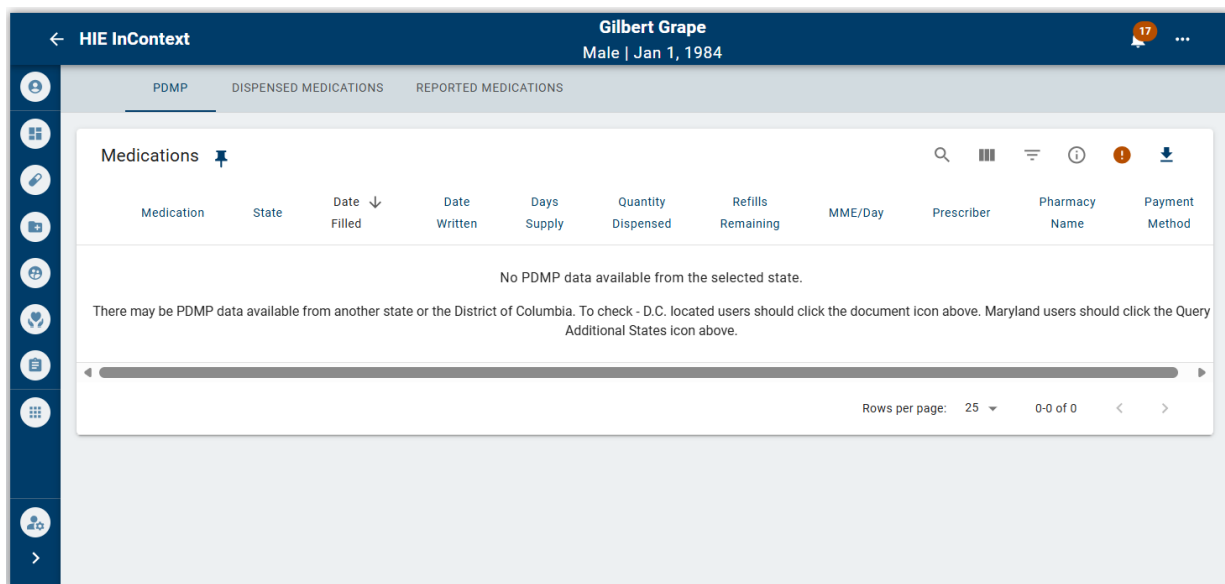 HIE InContext
Gilbert Grape
Male | Jan 1, 1984
17
PDMP
DISPENSED MEDICATIONS
REPORTED MEDICATIONS
Medications
Medication
State
Date Filled
Date Written
Days Supply
Quantity Dispensed
Refills Remaining
MME/Day
Prescriber
Pharmacy Name
Payment Method
No PDMP data available from the selected state.
There may be PDMP data available from another state or the District of Columbia. To check - D.C. located users should click the document icon above. Maryland users should click the Query
Additional States icon above.
Rows per page: 25 0-0 of 0